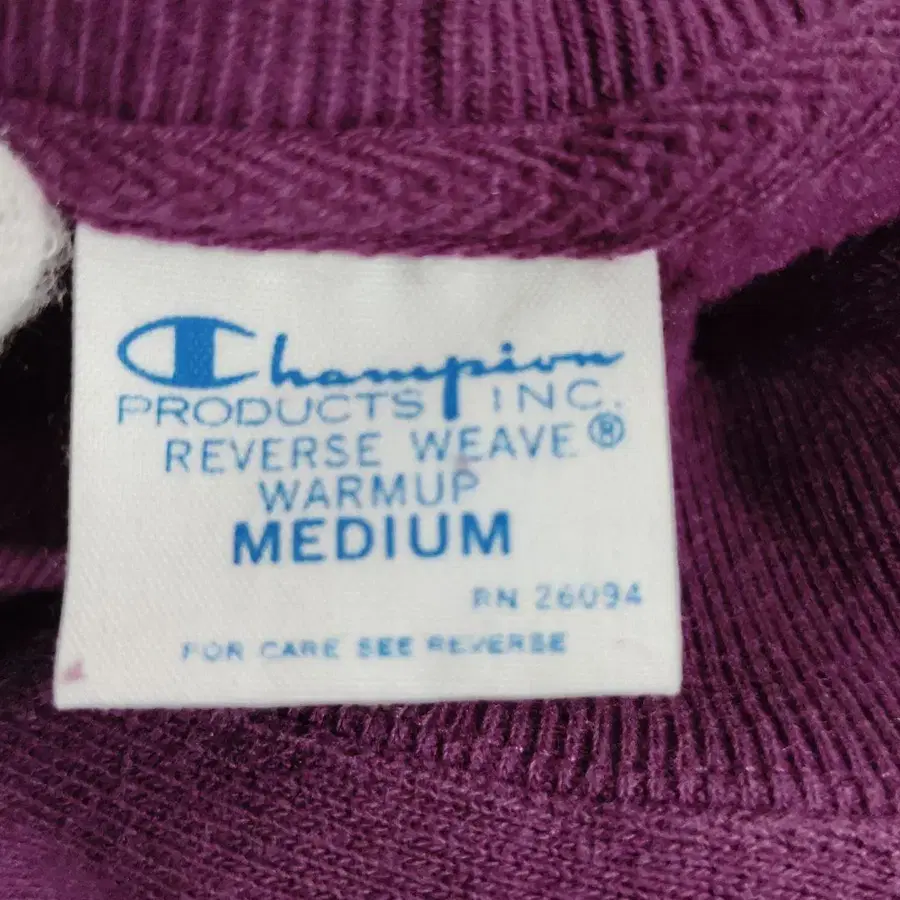 Champion
PRODUCTS INC.
REVERSE WEAVE®
WARMUP
MEDIUM
RN 26094
FOR CARE SEE REVERSE